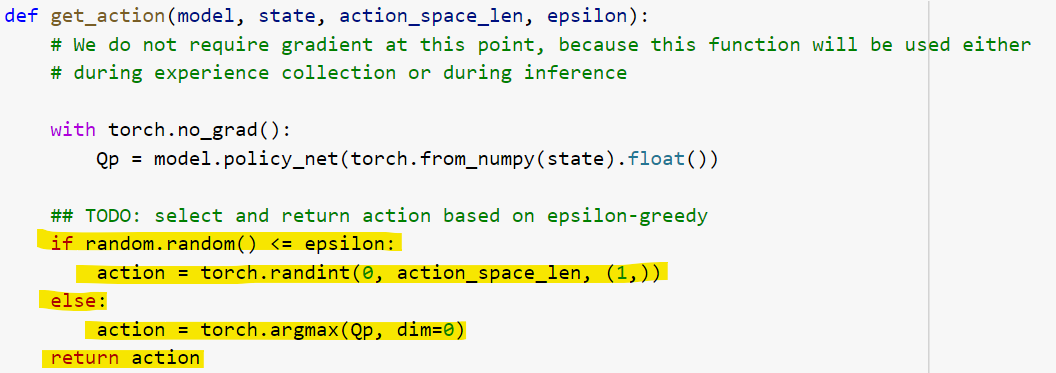 def get_action(model, state, action_space_len, epsilon):
    # We do not require gradient at this point, because this function will be used either
    # during experience collection or during inference

    with torch.no_grad():
        Qp = model.policy_net(torch.from_numpy(state).float())

    ## TODO: select and return action based on epsilon-greedy
    if random.random() <= epsilon:
        action = torch.randint(0, action_space_len, (1,))
    else:
        action = torch.argmax(Qp, dim=0)
    return action